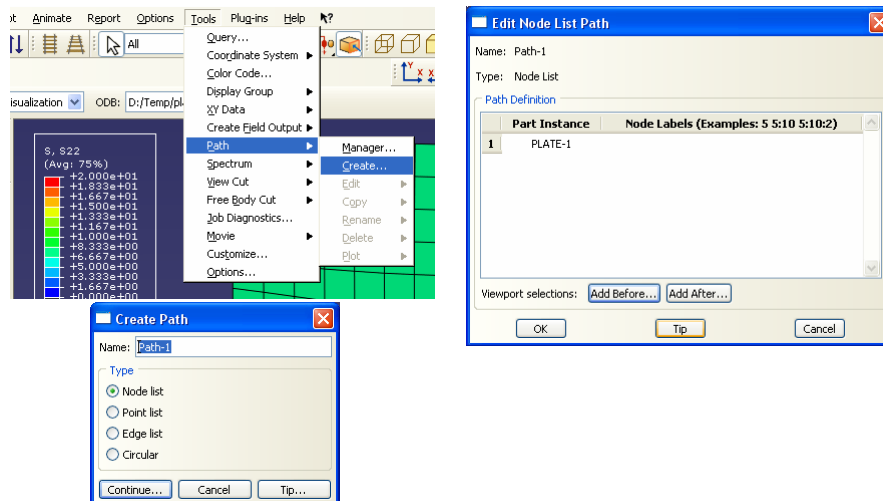 ot Animate Report Options Tools Plug-ins Help ?
All
isualization ODB: D:/Temp/pl
Query...
Coordinate System
Color Code...
Display Group
XY Data
Create Field Output
Path
Spectrum
View Cut
Free Body Cut
Job Diagnostics...
Movie
Customize...
Options...
Manager...
Create...
Edit
Copy
Rename
Delete
Plot
Y
X
S, S22
(Avg: 75%)
+2.000e+01
+1.833e+01
+1.667e+01
+1.500e+01
+1.333e+01
+1.167e+01
+1.000e+01
+8.333e+00
+6.667e+00
+5.000e+00
+3.333e+00
+1.667e+00
+0.000e+00
Edit Node List Path
Name: Path-1
Type: Node List
Path Definition
Part Instance Node Labels (Examples: 5 5:10 5:10:2)
1 PLATE-1
Viewport selections: Add Before... Add After...
OK Tip Cancel
Create Path
Name: Path-1
Type
Node list
Point list
Edge list
Circular
Continue... Cancel Tip...